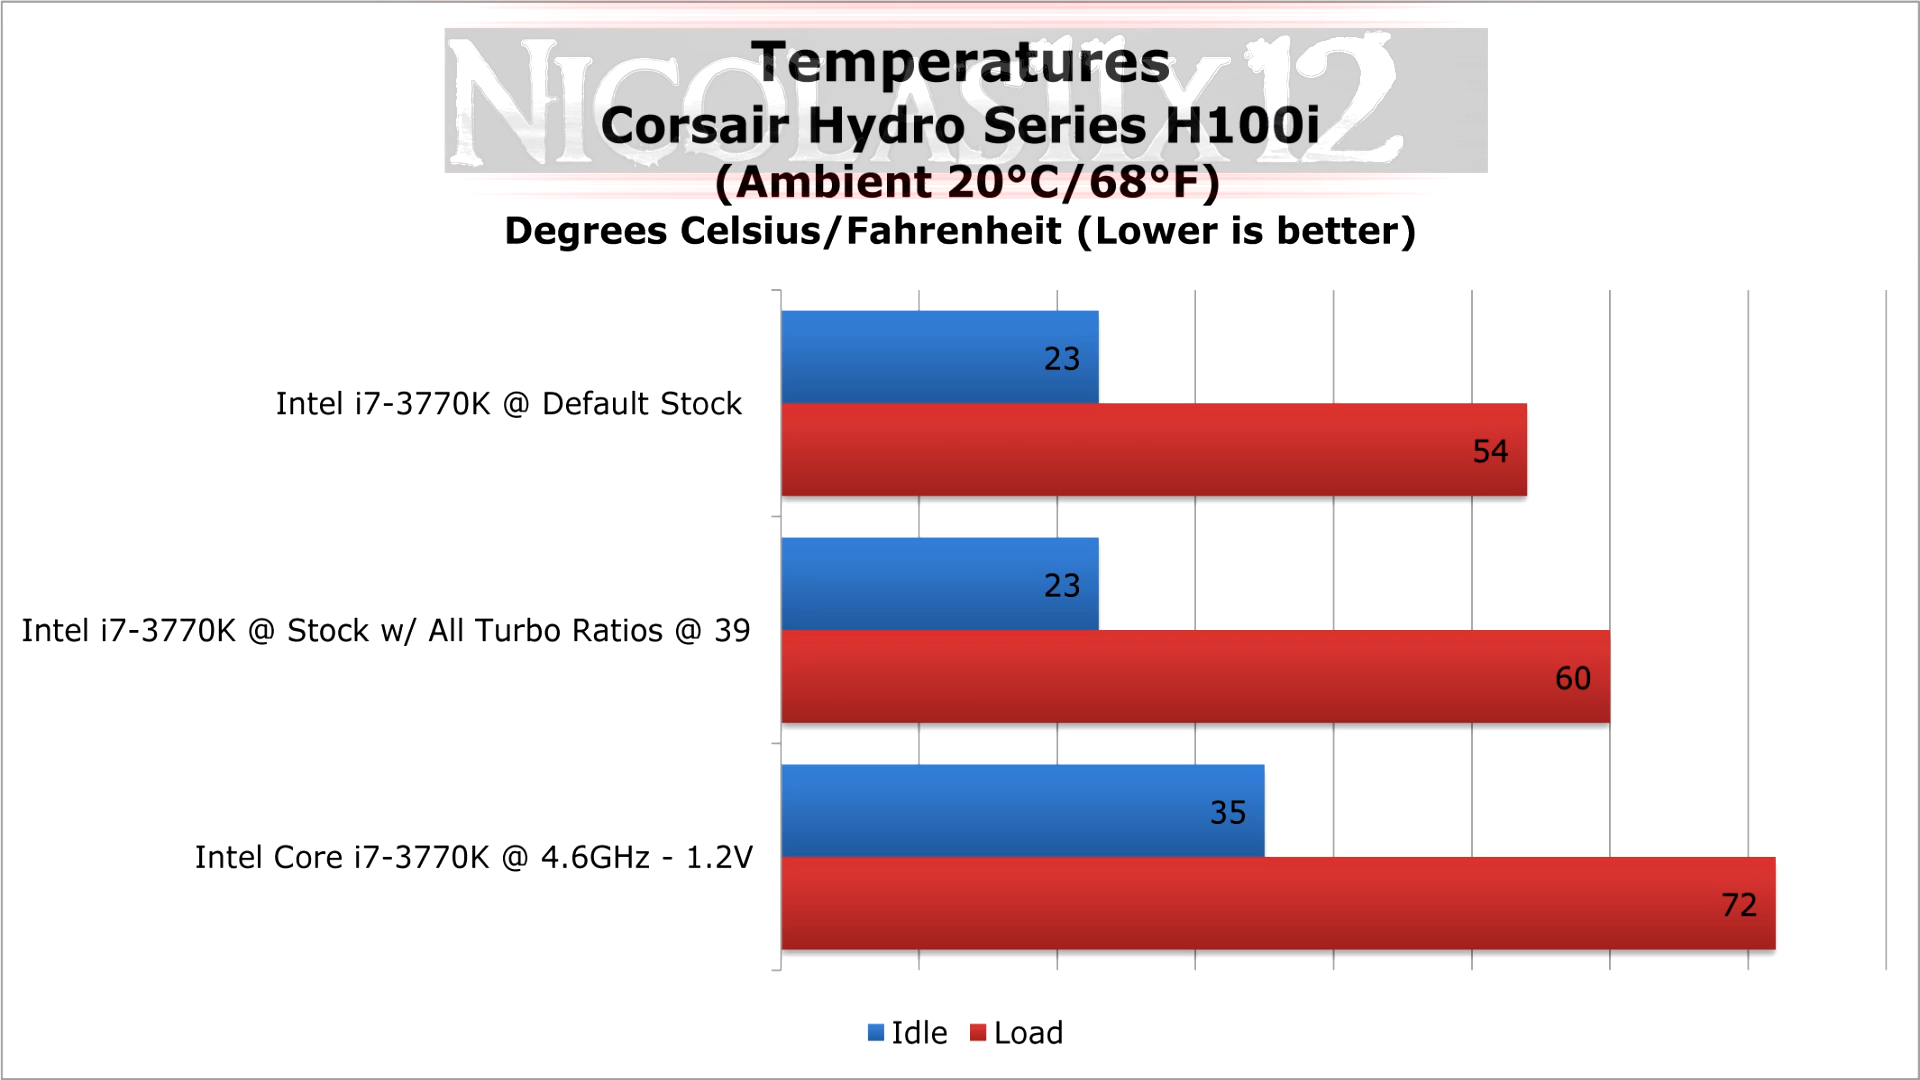 NICOLAS11X12
Temperatures
Corsair Hydro Series H100i
(Ambient 20°C/68°F)
Degrees Celsius/Fahrenheit (Lower is better)
Intel i7-3770K @ Default Stock
23
54
Intel i7-3770K @ Stock w/ All Turbo Ratios @ 39
23
60
Intel Core i7-3770K @ 4.6GHz - 1.2V
35
72
Idle
Load